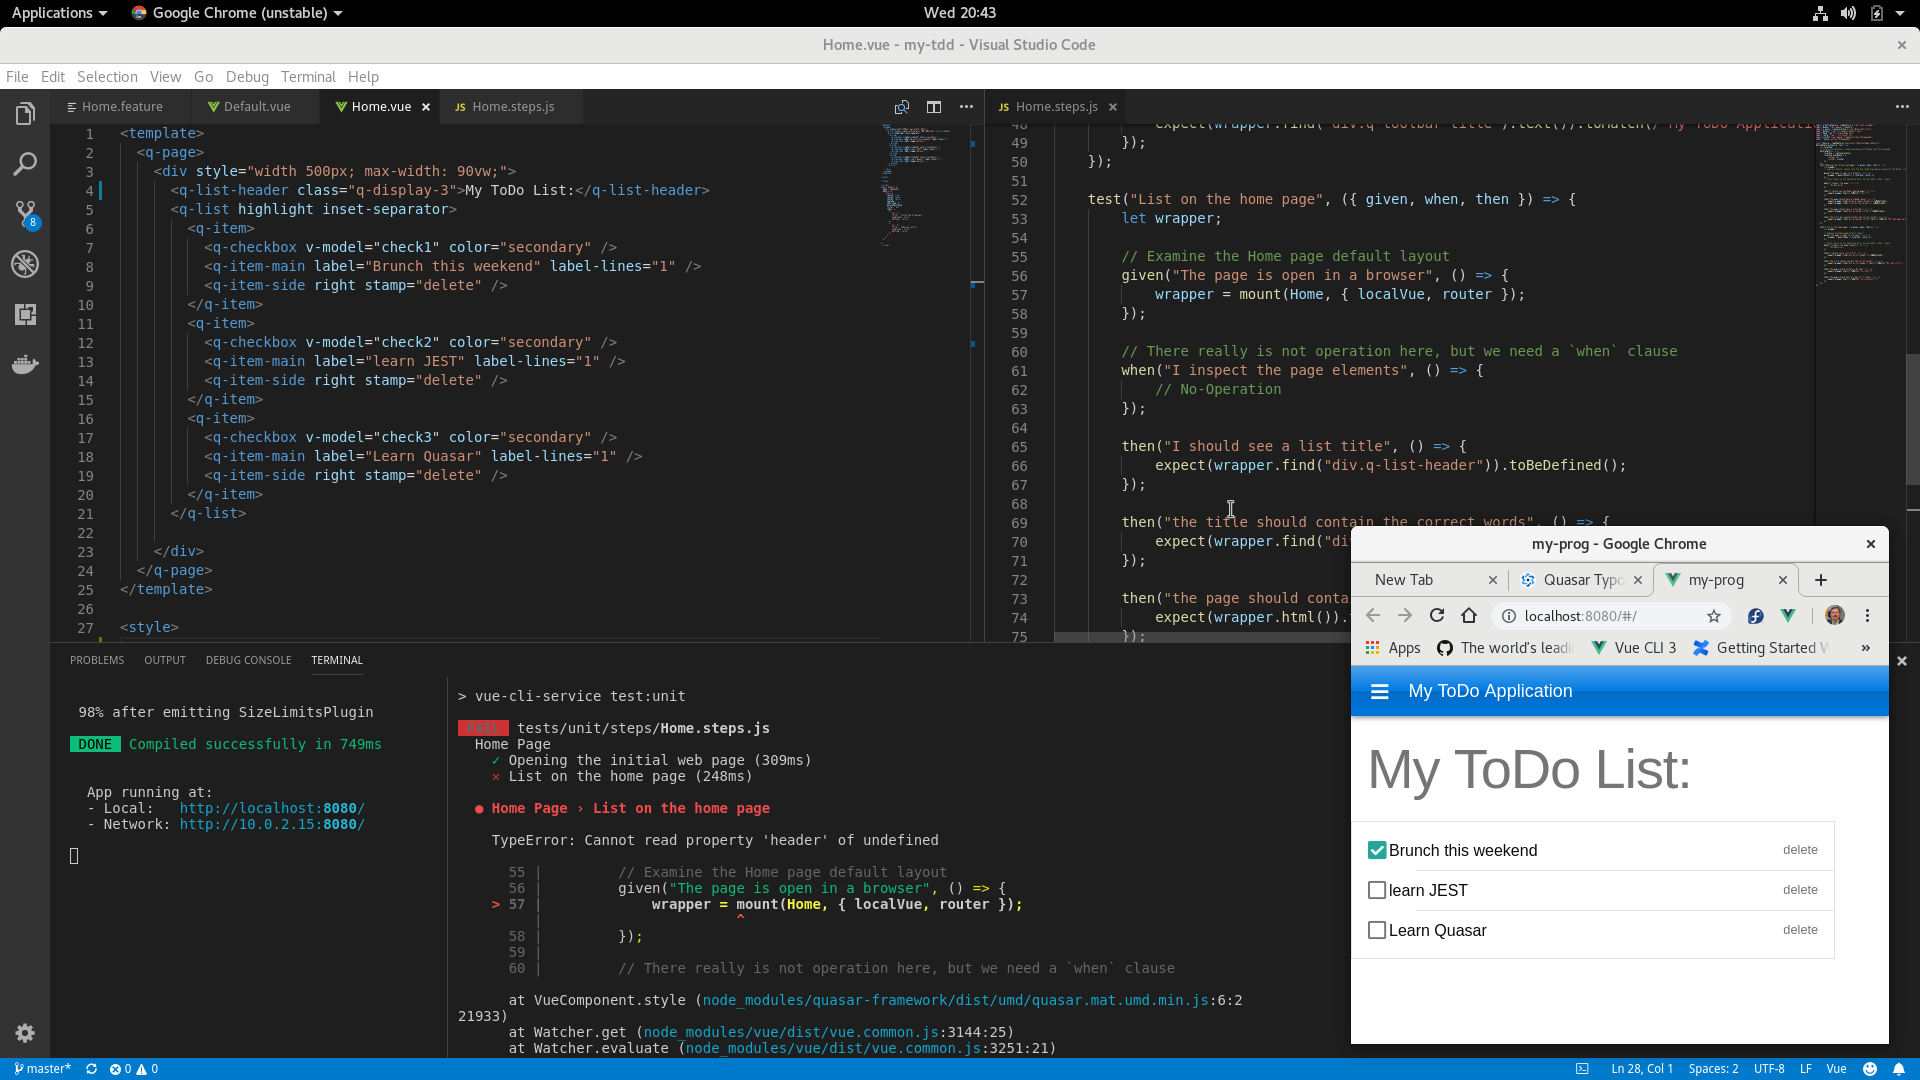 Applications Google Chrome (unstable) Wed 20:43
Home.vue - my-tdd - Visual Studio Code
File Edit Selection View Go Debug Terminal Help
Home.feature Default.vue Home.vue Home.steps.js
1 <template>
2 <q-page>
3 <div style="width 500px; max-width: 90vw;">
4 <q-list-header class="q-display-3">My ToDo List:</q-list-header>
5 <q-list highlight inset-separator>
6 <q-item>
7 <q-checkbox v-model="check1" color="secondary" />
8 <q-item-main label="Brunch this weekend" label-lines="1" />
9 <q-item-side right stamp="delete" />
10 </q-item>
11 <q-item>
12 <q-checkbox v-model="check2" color="secondary" />
13 <q-item-main label="learn JEST" label-lines="1" />
14 <q-item-side right stamp="delete" />
15 </q-item>
16 <q-item>
17 <q-checkbox v-model="check3" color="secondary" />
18 <q-item-main label="Learn Quasar" label-lines="1" />
19 <q-item-side right stamp="delete" />
20 </q-item>
21 </q-list>
22
23 </div>
24 </q-page>
25 </template>
26
27 <style>
8
JS Home.steps.js
48 expect(wrapper.find("div.q-toolbar-title").text()).toMatch(/ My ToDo Applicati
49 });
50 });
51
52 test("List on the home page", ({ given, when, then }) => {
53 let wrapper;
54
55 // Examine the Home page default layout
56 given("The page is open in a browser", () => {
57 wrapper = mount(Home, { localVue, router });
58 });
59
60 // There really is not operation here, but we need a `when` clause
61 when("I inspect the page elements", () => {
62 // No-Operation
63 });
64
65 then("I should see a list title", () => {
66 expect(wrapper.find("div.q-list-header")).toBeDefined();
67 });
68
69 then("the title should contain the correct words", () => {
70 expect(wrapper.find("di
71 });
72
73 then("the page should conta
74 expect(wrapper.html()).
75 });
PROBLEMS OUTPUT DEBUG CONSOLE TERMINAL
98% after emitting SizeLimitsPlugin
DONE Compiled successfully in 749ms
App running at:
- Local: http://localhost:8080/
- Network: http://10.0.2.15:8080/
> vue-cli-service test:unit
FAIL tests/unit/steps/Home.steps.js
Home Page
✓ Opening the initial web page (309ms)
✕ List on the home page (248ms)
● Home Page › List on the home page
TypeError: Cannot read property 'header' of undefined
55 | // Examine the Home page default layout
56 | given("The page is open in a browser", () => {
> 57 | wrapper = mount(Home, { localVue, router });
| ^
58 | });
59 |
60 | // There really is not operation here, but we need a `when` clause
at VueComponent.style (node_modules/quasar-framework/dist/umd/quasar.mat.umd.min.js:6:2
21933)
at Watcher.get (node_modules/vue/dist/vue.common.js:3144:25)
at Watcher.evaluate (node_modules/vue/dist/vue.common.js:3251:21)
my-prog - Google Chrome
New Tab Quasar Typo my-prog
localhost:8080/#/
Apps The world's leadi Vue CLI 3 Getting Started W »
My ToDo Application
My ToDo List:
Brunch this weekend delete
learn JEST delete
Learn Quasar delete
master* 0 0 Ln 28, Col 1 Spaces: 2 UTF-8 LF Vue